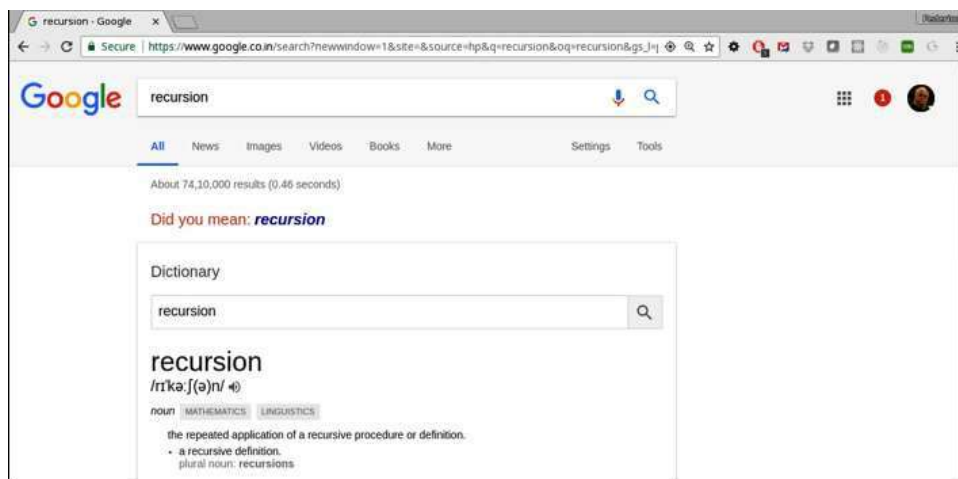 G recursion - Google
Secure https://www.google.co.in/search?newwindow=1&site=&source=hp&q=recursion&oq=recursion&gs_l=
Google recursion 1
All News Images Videos Books More Settings Tools
About 74,10,000 results (0.46 seconds)
Did you mean: recursion
Dictionary
recursion
recursion
/rɪˈkəːʃ(ə)n/
noun MATHEMATICS LINGUISTICS
the repeated application of a recursive procedure or definition.
• a recursive definition.
plural noun: recursions